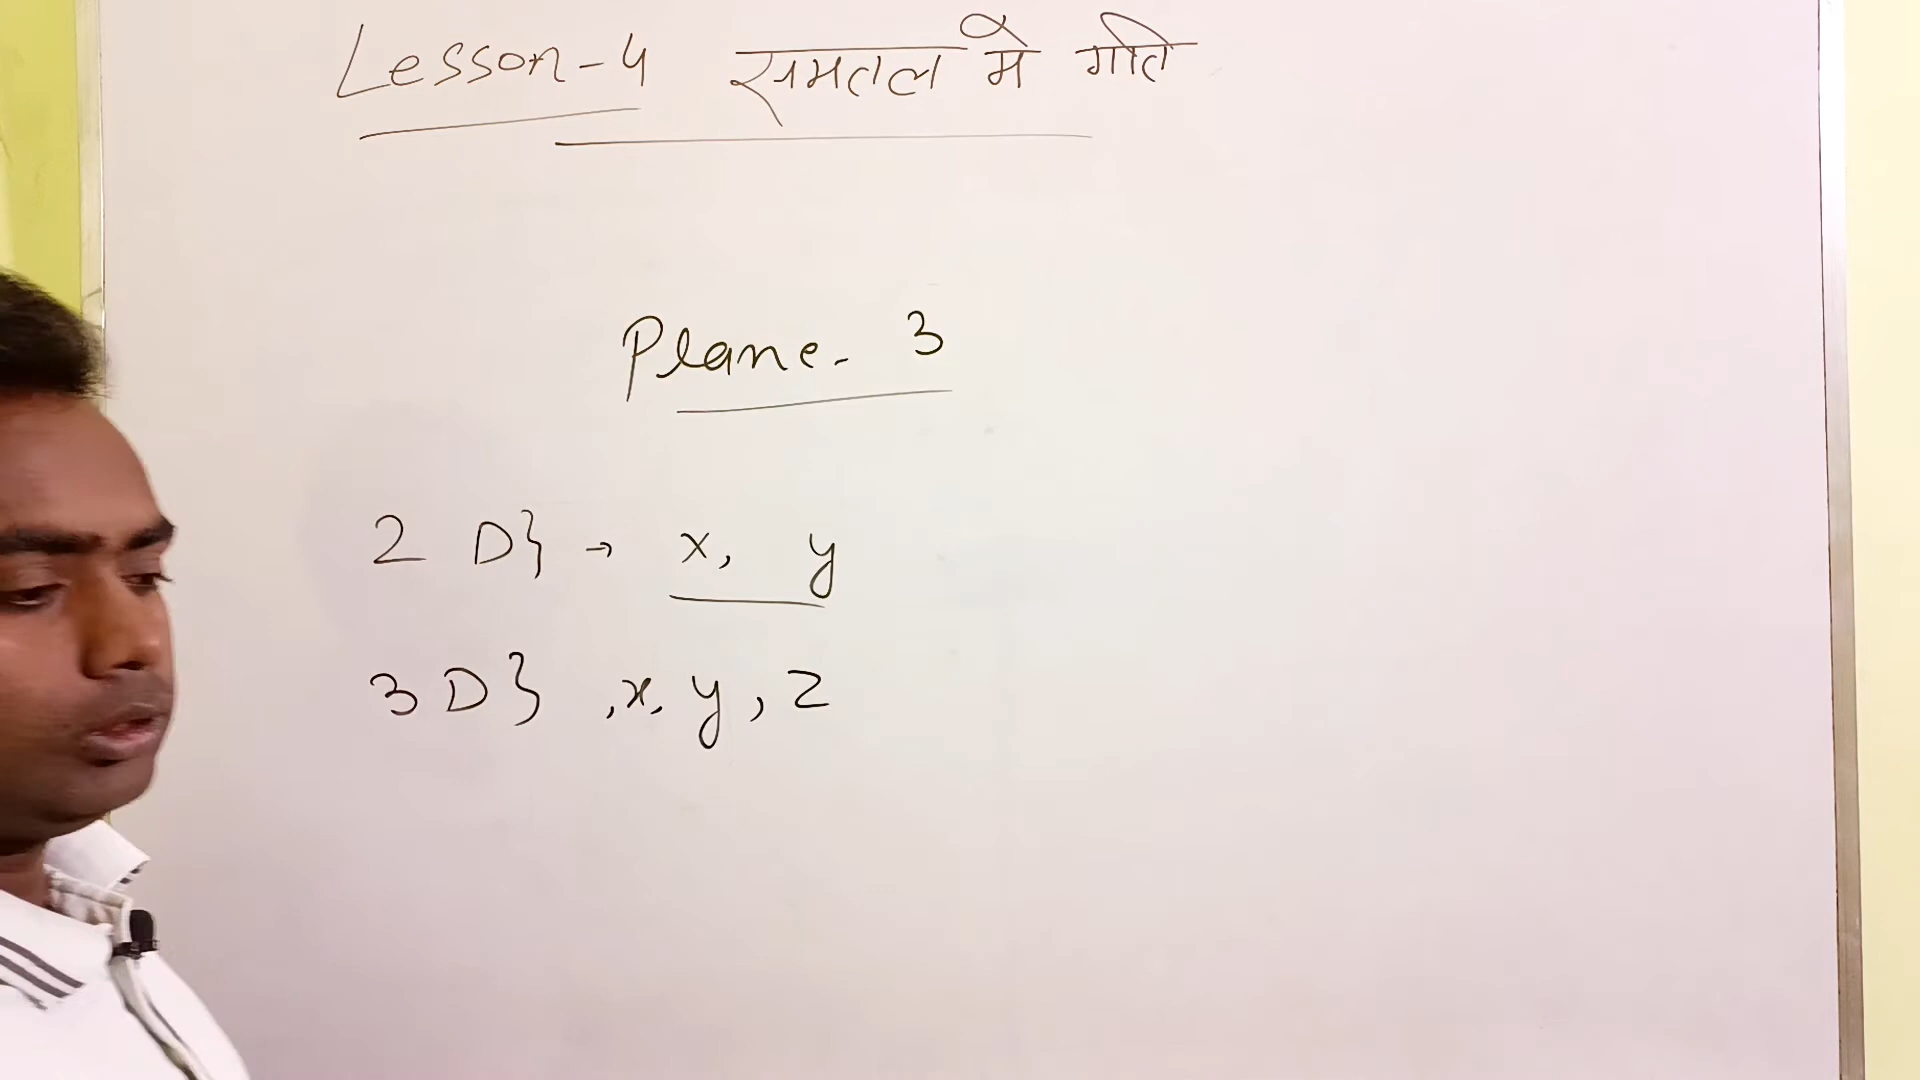 Lesson-4 समतल में गति
Plane. 3
2 D} → x, y
3 D} , x, y, z